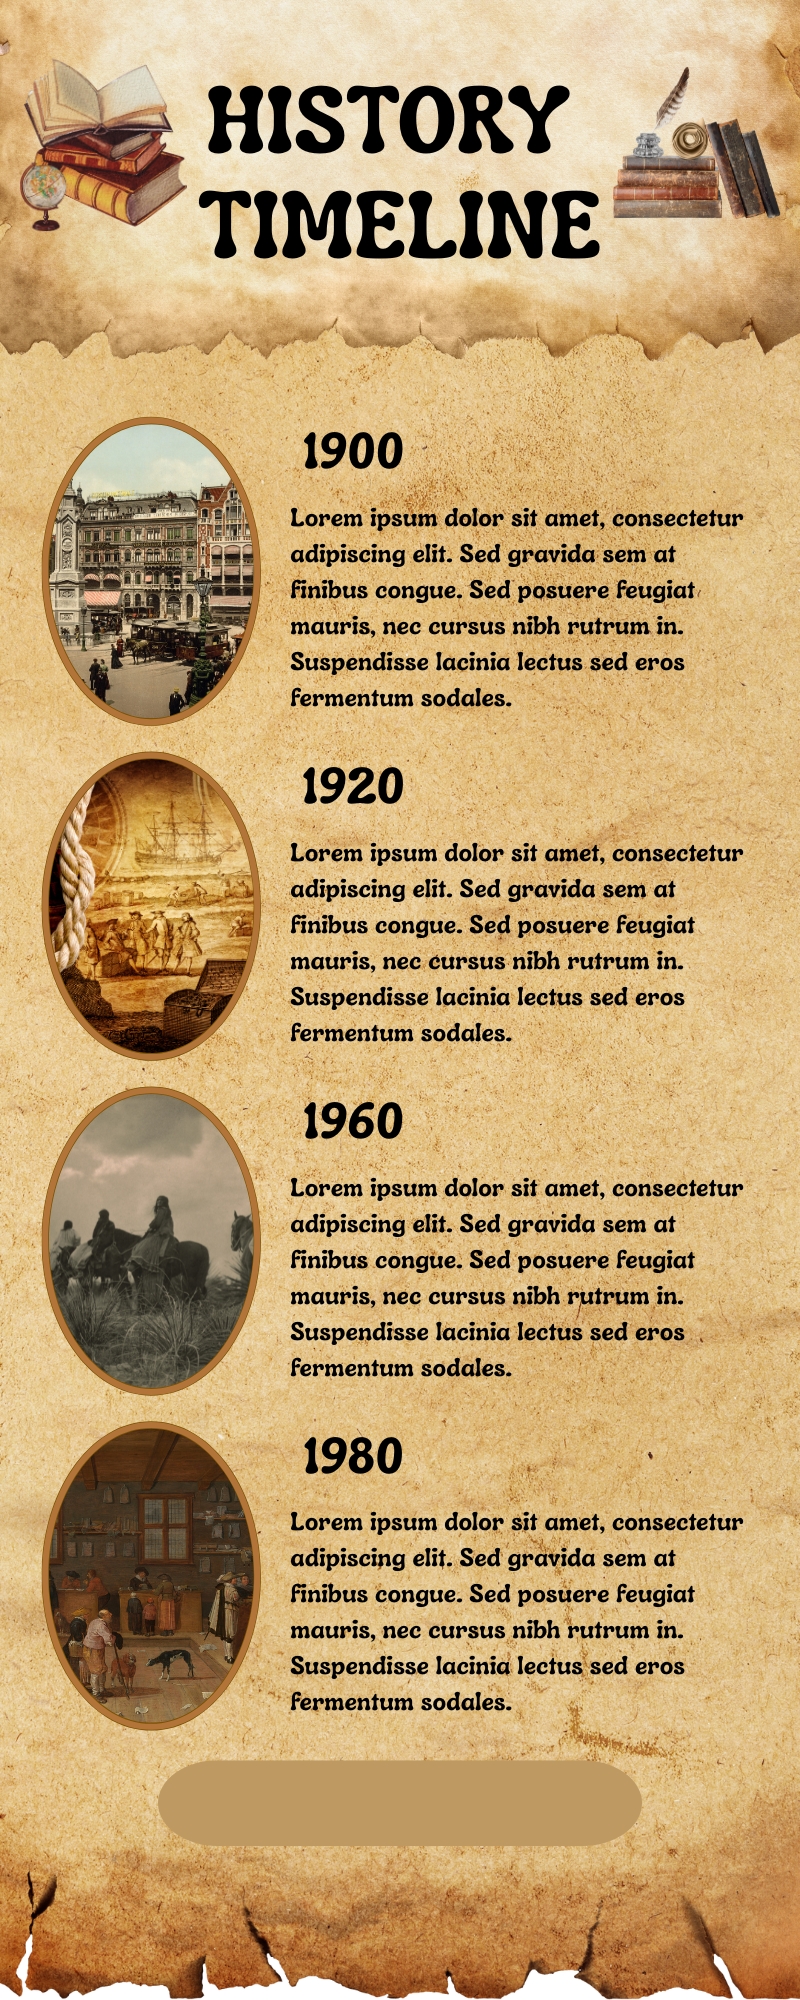 HISTORY
TIMELINE
1900
Lorem ipsum dolor sit amet, consectetur
adipiscing elit. Sed gravida sem at
finibus congue. Sed posuere feugiat
mauris, nec cursus nibh rutrum in.
Suspendisse lacinia lectus sed eros
fermentum sodales.
1920
Lorem ipsum dolor sit amet, consectetur
adipiscing elit. Sed gravida sem at
finibus congue. Sed posuere feugiat
mauris, nec cursus nibh rutrum in.
Suspendisse lacinia lectus sed eros
fermentum sodales.
1960
Lorem ipsum dolor sit amet, consectetur
adipiscing elit. Sed gravida sem at
finibus congue. Sed posuere feugiat
mauris, nec cursus nibh rutrum in.
Suspendisse lacinia lectus sed eros
fermentum sodales.
1980
Lorem ipsum dolor sit amet, consectetur
adipiscing elit. Sed gravida sem at
finibus congue. Sed posuere feugiat
mauris, nec cursus nibh rutrum in.
Suspendisse lacinia lectus sed eros
fermentum sodales.